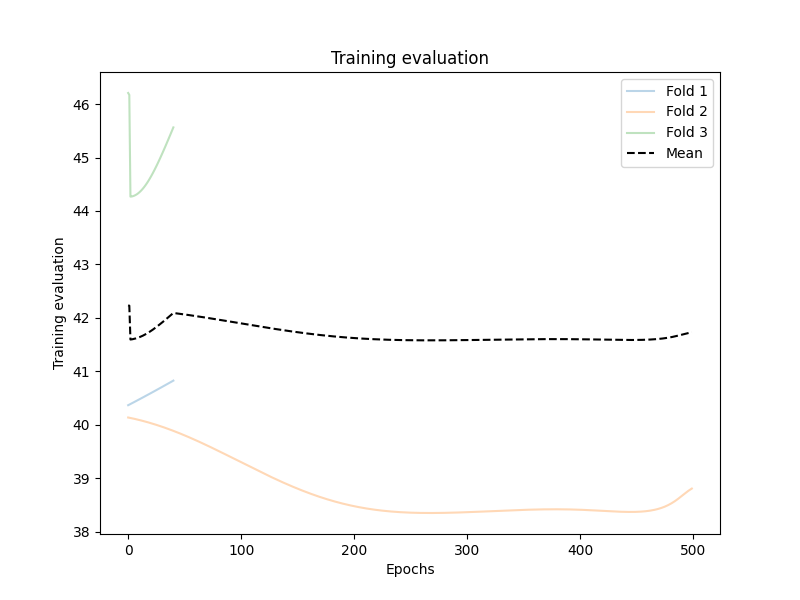 Training evaluation
Fold 1
Fold 2
Fold 3
Mean
46
45
44
43
42
41
40
39
38
Training evaluation
0 100 200 300 400 500
Epochs